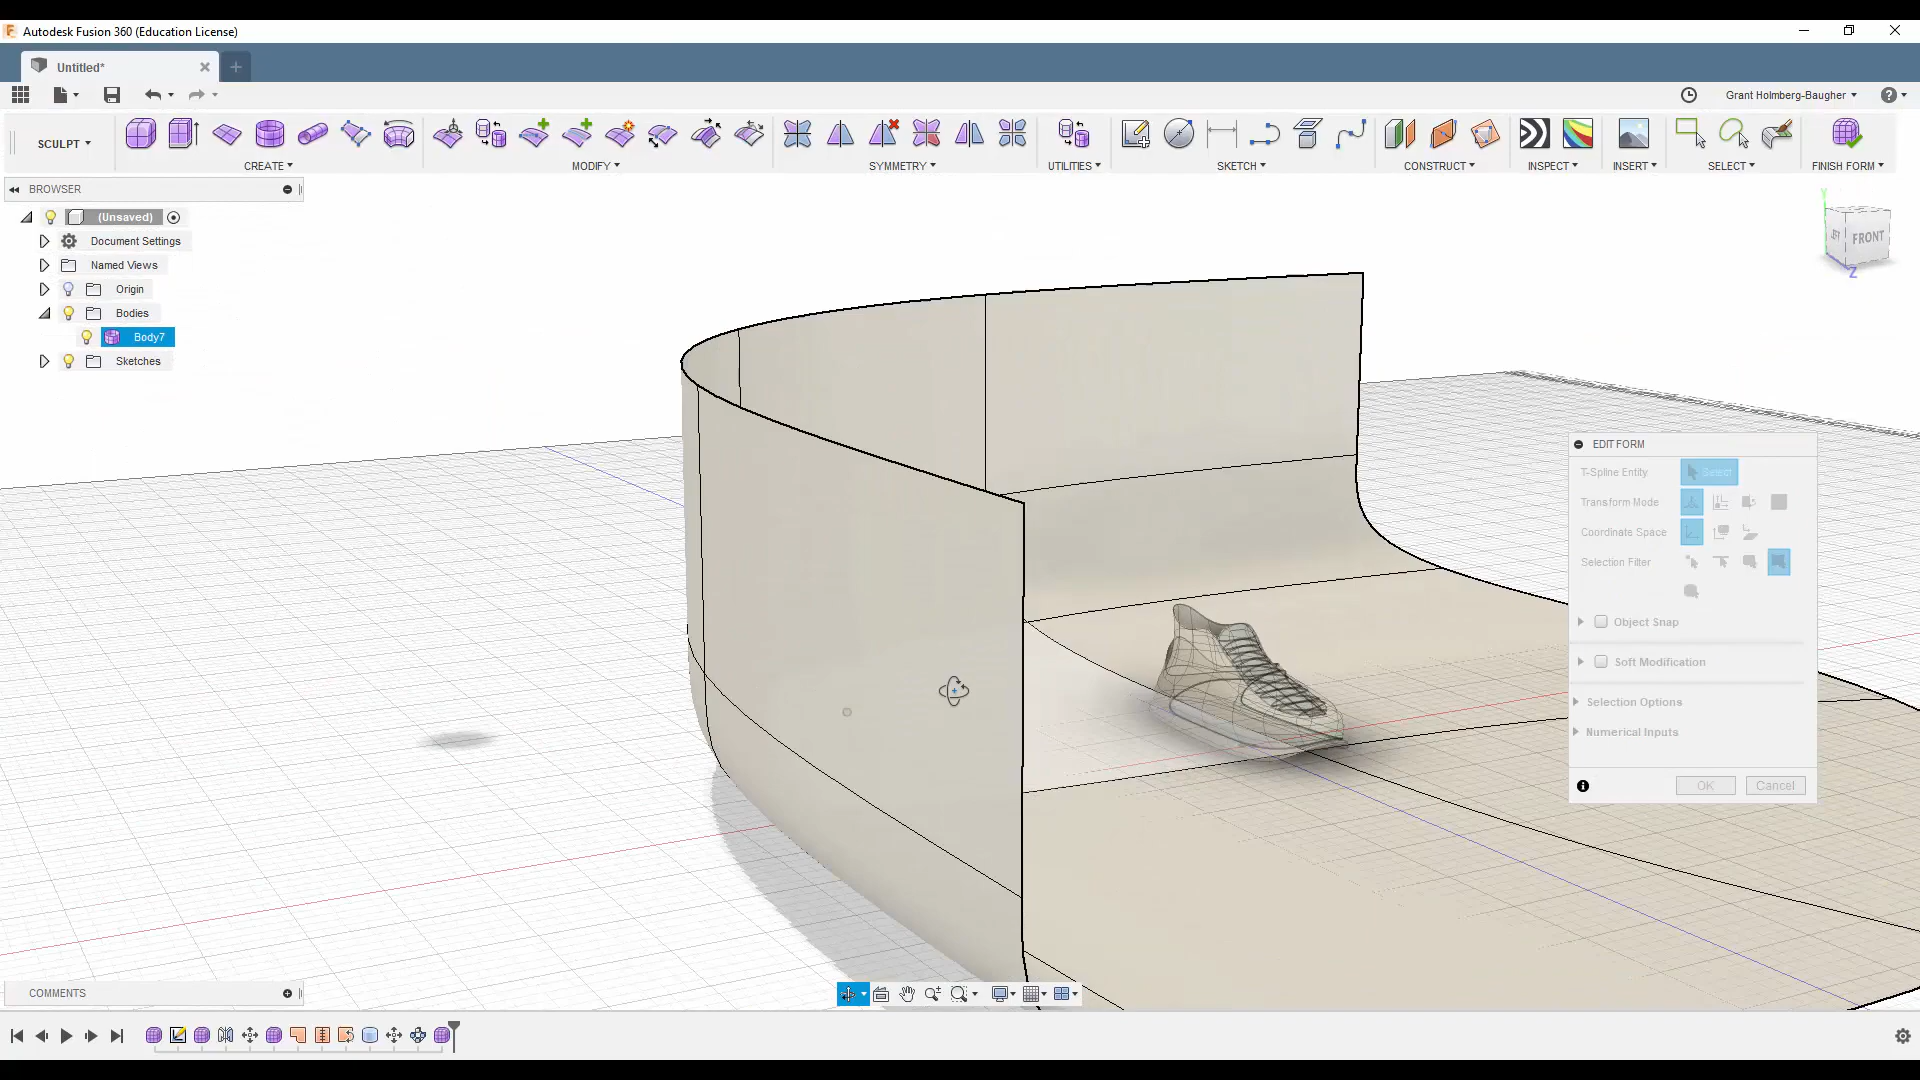 Autodesk Fusion 360 (Education License)
Untitled*
Grant Holmberg-Baugher
SCULPT
CREATE
MODIFY
SYMMETRY
UTILITIES
SKETCH
CONSTRUCT
INSPECT
INSERT
SELECT
FINISH FORM
BROWSER
(Unsaved)
Document Settings
Named Views
Origin
Bodies
Body7
Sketches
Y
FRONT
Z
EDIT FORM
T-Spline Entity
Select
Transform Mode
Coordinate Space
Selection Filter
Object Snap
Soft Modification
Selection Options
Numerical Inputs
OK
Cancel
COMMENTS